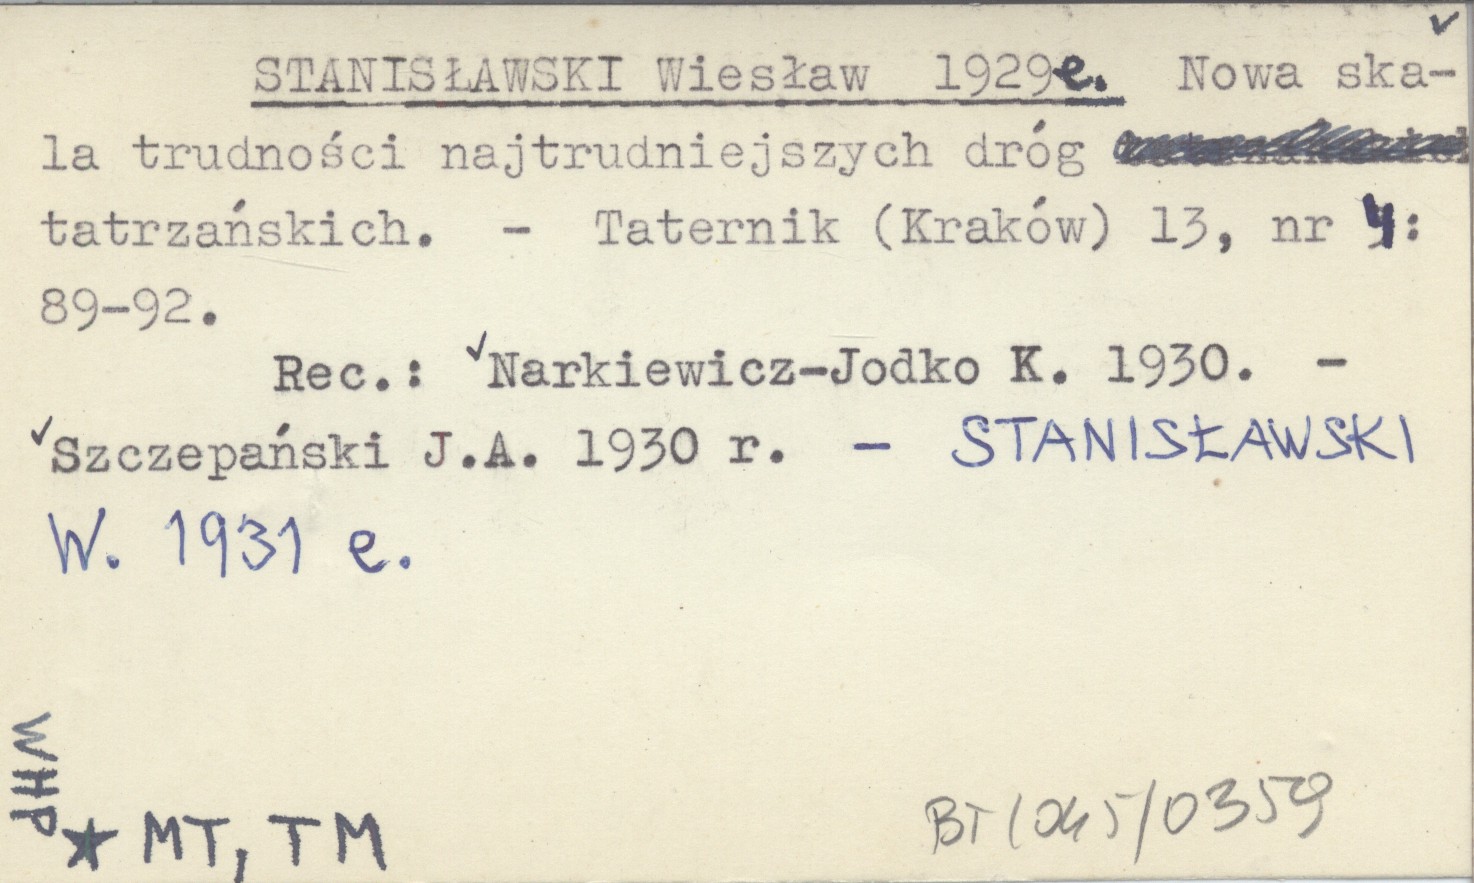 ✓
STANISŁAWSKI Wiesław 1929e. Nowa ska-
la trudności najtrudniejszych dróg
tatrzańskich. - Taternik (Kraków) 13, nr 4:
89-92.
Rec.: ✓Narkiewicz-Jodko K. 1930. -
✓Szczepański J.A. 1930 r. - STANISŁAWSKI
W. 1931 e.
WHP
★ MT, TM
BT/045/0359